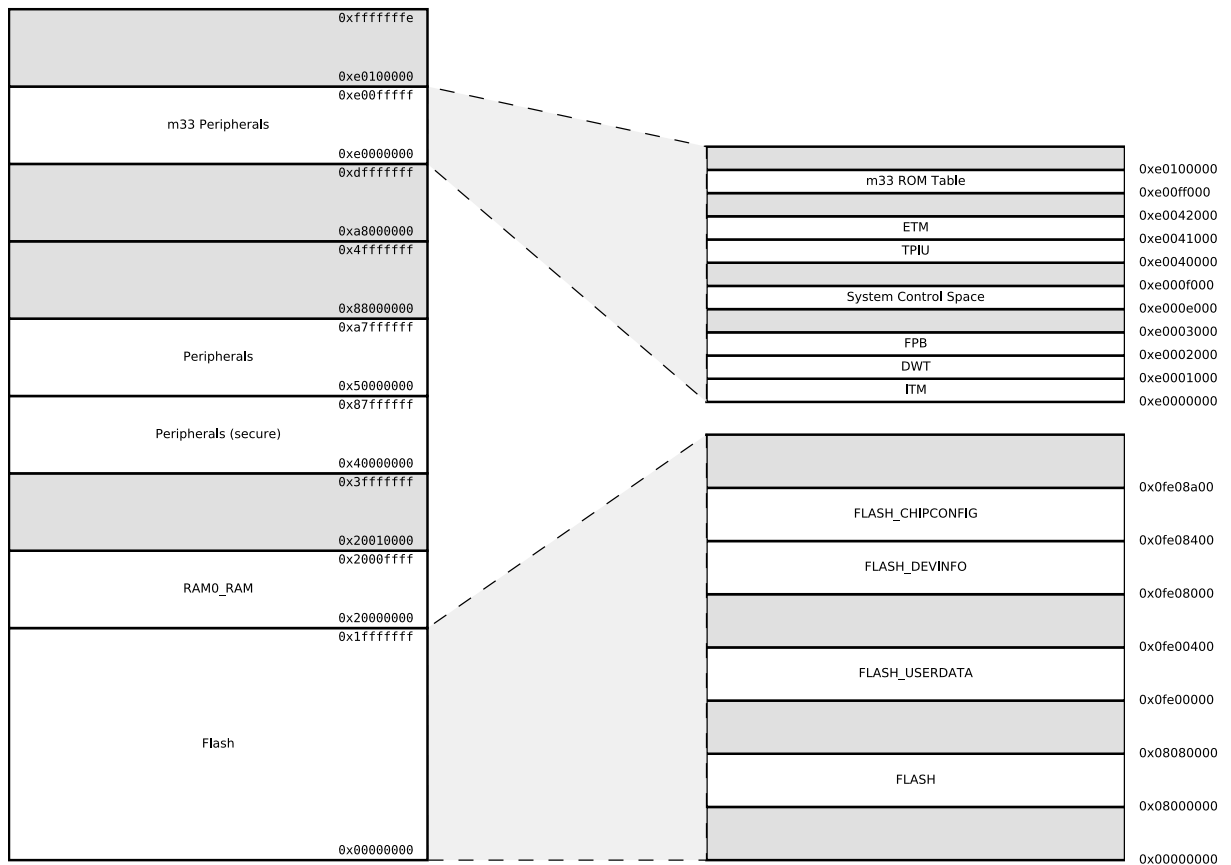 0xfffffffe
0xe0100000
0xe00fffff
m33 Peripherals
0xe0000000
0xdfffffff
0xa8000000
0x4fffffff
0x88000000
0xa7ffffff
Peripherals
0x50000000
0x87ffffff
Peripherals (secure)
0x40000000
0x3fffffff
0x20010000
0x2000ffff
RAM0_RAM
0x20000000
0x1fffffff
Flash
0x00000000
0xe0100000
m33 ROM Table
0xe00ff000
0xe0042000
ETM
0xe0041000
TPIU
0xe0040000
0xe000f000
System Control Space
0xe000e000
0xe0003000
FPB
0xe0002000
DWT
0xe0001000
ITM
0xe0000000
0x0fe08a00
FLASH_CHIPCONFIG
0x0fe08400
FLASH_DEVINFO
0x0fe08000
0x0fe00400
FLASH_USERDATA
0x0fe00000
0x08080000
FLASH
0x08000000
0x00000000